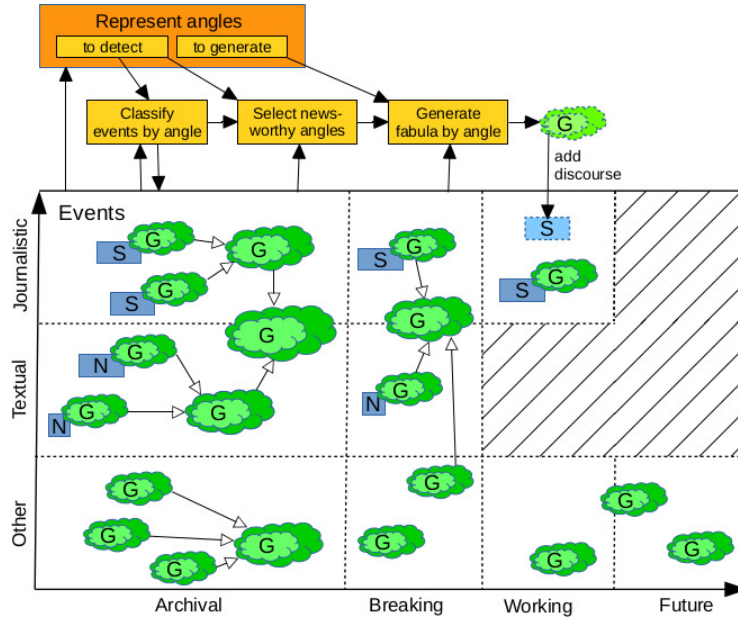 Represent angles
to detect
to generate
Classify
events by angle
Select news-
worthy angles
Generate
fabula by angle
G
add
discourse
Events
Journalistic
G
S
G
S
G
G
S
G
G
S
G
S
Textual
G
N
G
N
G
G
N
Other
G
G
G
G
G
G
G
G
G
Archival
Breaking
Working
Future